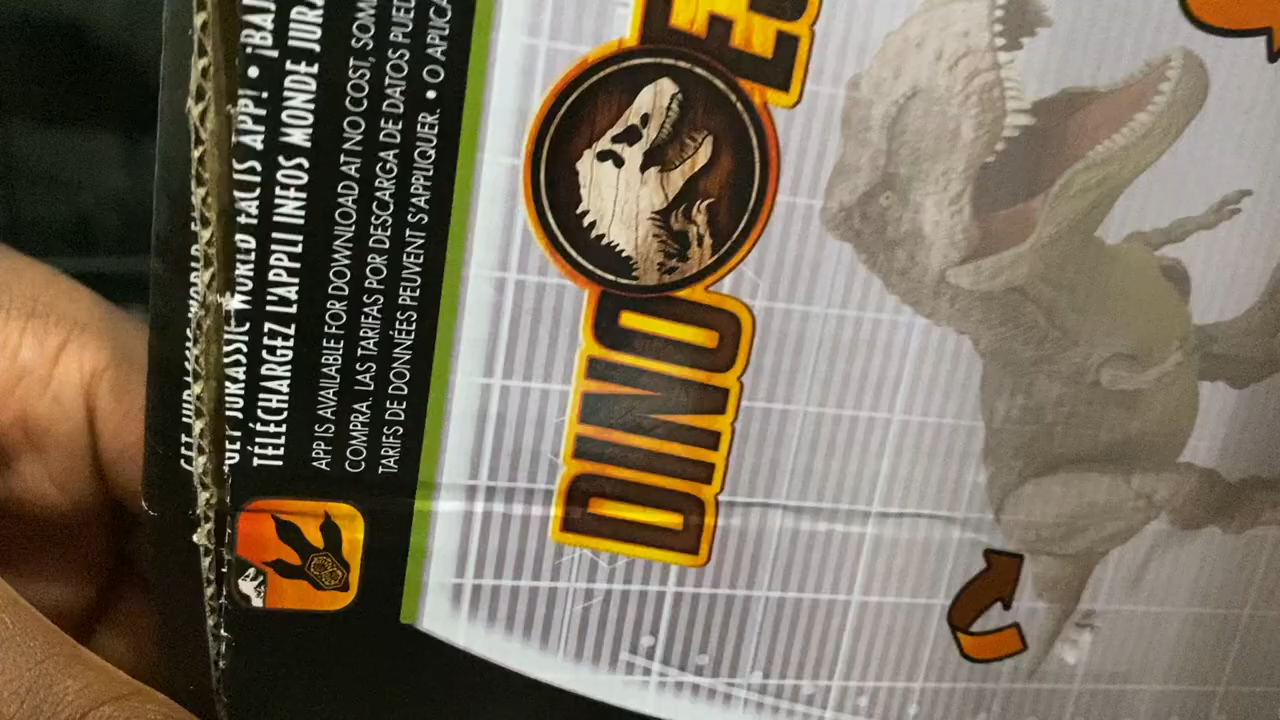 GET JURASSIC WORLD FACTS APP! • ¡BAJ
TÉLÉCHARGEZ L'APPLI INFOS MONDE JURA
APP IS AVAILABLE FOR DOWNLOAD AT NO COST, SOM
COMPRA. LAS TARIFAS POR DESCARGA DE DATOS PUED
TARIFS DE DONNÉES PEUVENT S'APPLIQUER. • O APLICA
DINO ES